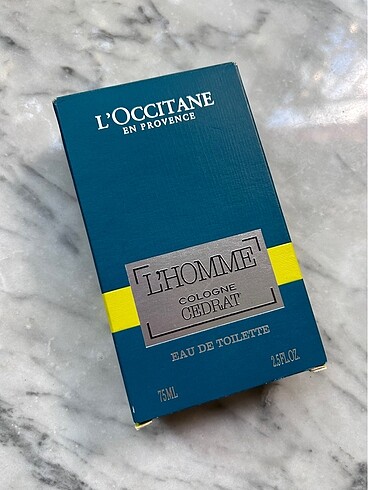 L'OCCITANE
EN PROVENCE
L'HOMME
COLOGNE
CEDRAT
EAU DE TOILETTE
75ML 2.5FL.OZ.